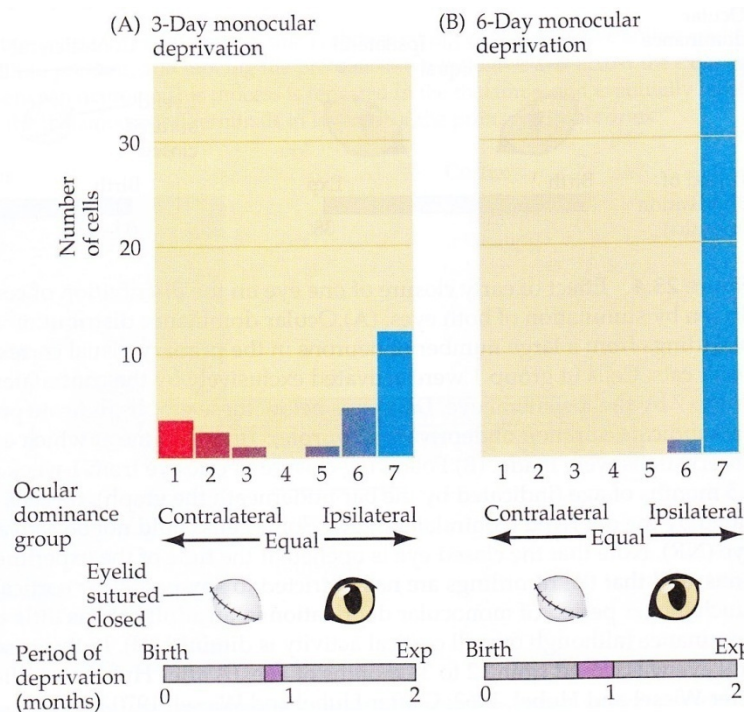 (A) 3-Day monocular
deprivation
(B) 6-Day monocular
deprivation
Number
of cells
30
20
10
1 2 3 4 5 6 7
1 2 3 4 5 6 7
Ocular
dominance
group
Contralateral Ipsilateral
Equal
Contralateral Ipsilateral
Equal
Eyelid
sutured
closed
Period of
deprivation
(months)
Birth Exp
0 1 2
Birth Exp
0 1 2